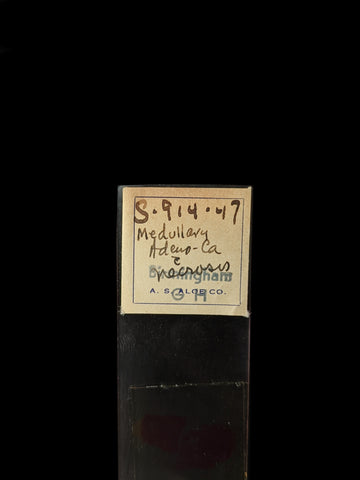 S-914-47
Medullary
Adeno-Ca
c̄
necrosis
Birmingham
A. S. ALOE CO.
G H